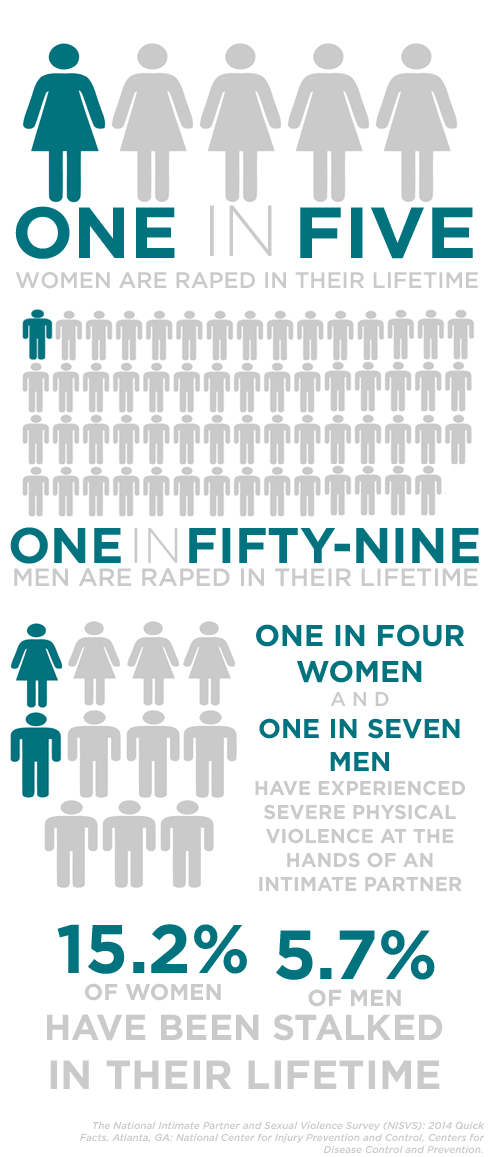 ONE IN FIVE
WOMEN ARE RAPED IN THEIR LIFETIME
ONE IN FIFTY-NINE
MEN ARE RAPED IN THEIR LIFETIME
ONE IN FOUR
WOMEN
AND
ONE IN SEVEN
MEN
HAVE EXPERIENCED
SEVERE PHYSICAL
VIOLENCE AT THE
HANDS OF AN
INTIMATE PARTNER
15.2% 5.7%
OF WOMEN OF MEN
HAVE BEEN STALKED
IN THEIR LIFETIME
The National Intimate Partner and Sexual Violence Survey (NISVS): 2014 Quick
Facts. Atlanta, GA: National Center for Injury Prevention and Control, Centers for
Disease Control and Prevention.